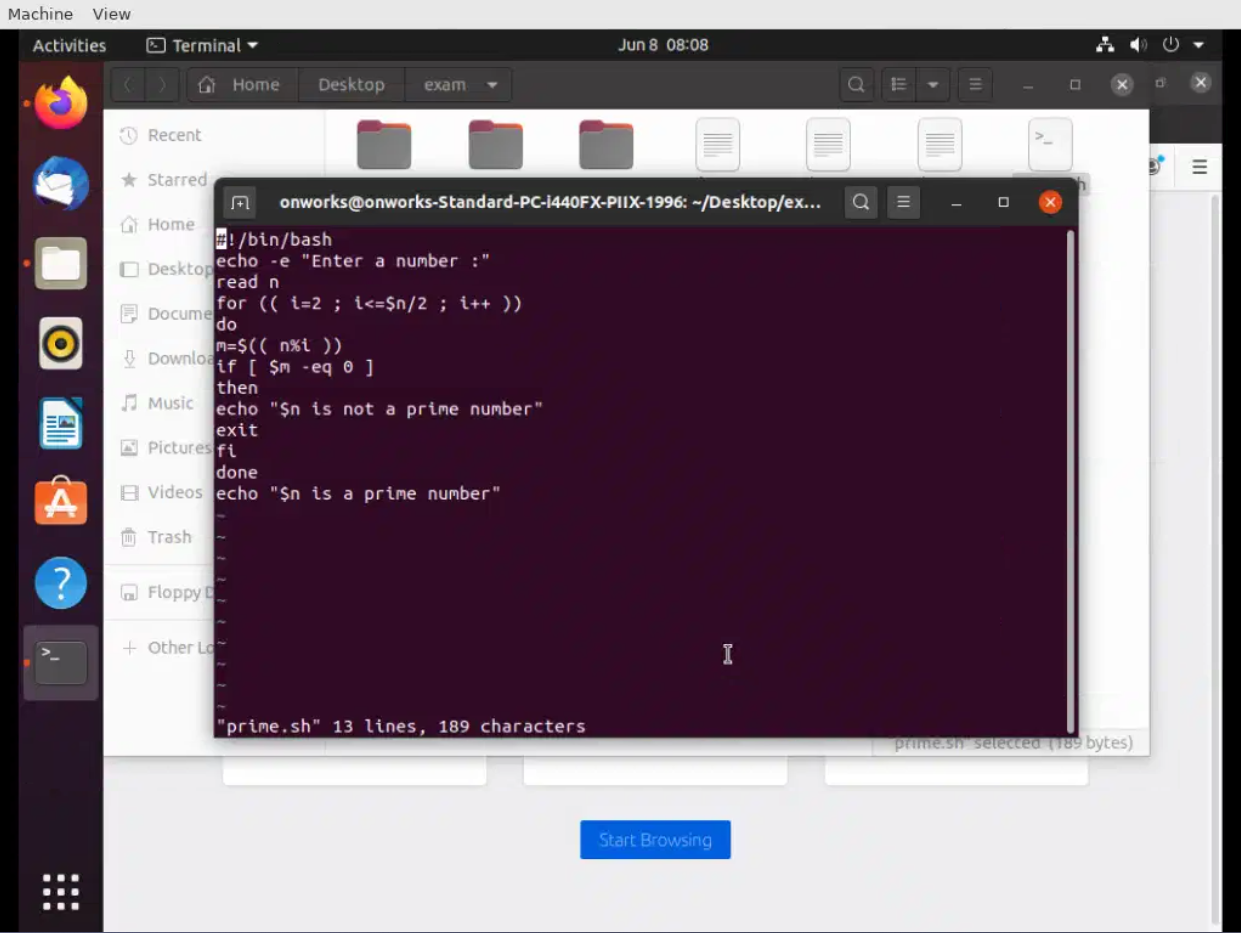 Machine View
Activities Terminal Jun 8 08:08
Home Desktop exam
Recent
Starred
Home
Desktop
Docume
Downloa
Music
Pictures
Videos
Trash
Floppy D
Other Lo
onworks@onworks-Standard-PC-i440FX-PIIX-1996: ~/Desktop/ex...
#!/bin/bash
echo -e "Enter a number :"
read n
for (( i=2 ; i<=$n/2 ; i++ ))
do
m=$(( n%i ))
if [ $m -eq 0 ]
then
echo "$n is not a prime number"
exit
fi
done
echo "$n is a prime number"
~
~
~
~
~
~
~
~
~
~
"prime.sh" 13 lines, 189 characters
"prime.sh" selected (189 bytes)
Start Browsing